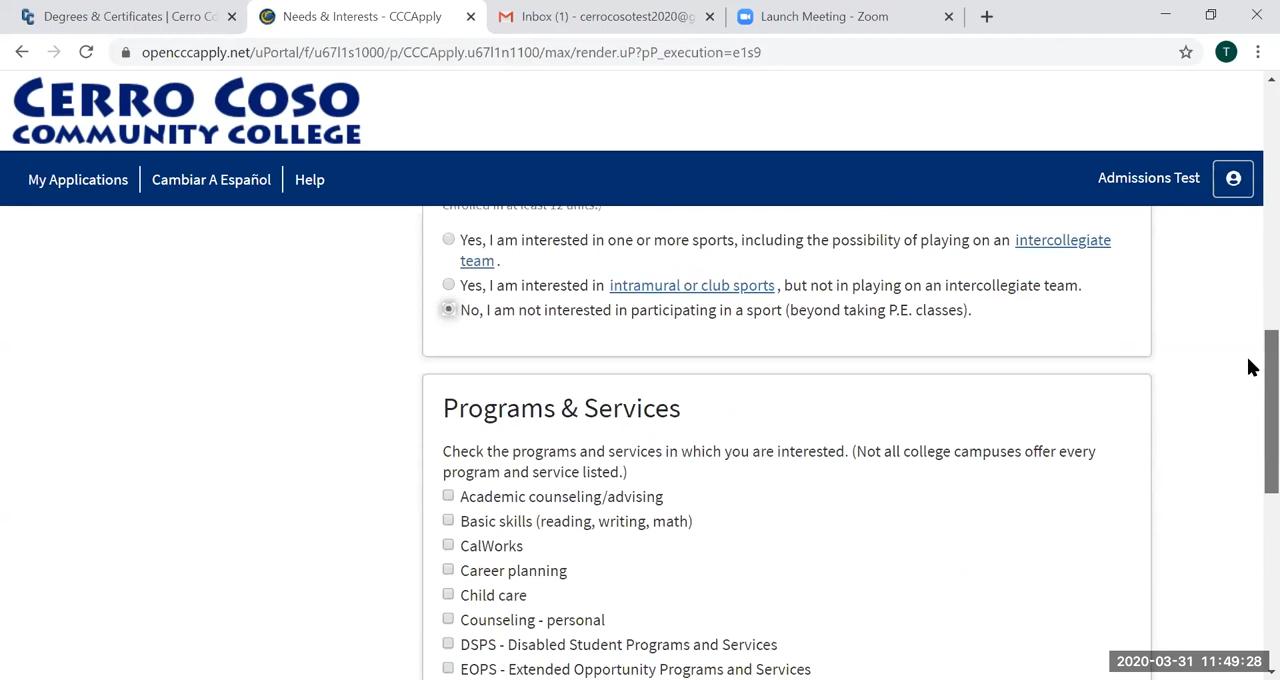 Degrees & Certificates | Cerro Co
Needs & Interests - CCCApply
Inbox (1) - cerrocosotest2020@g
Launch Meeting - Zoom
opencccapply.net/uPortal/f/u67l1s1000/p/CCCApply.u67l1n1100/max/render.uP?pP_execution=e1s9
T
CERRO COSO
COMMUNITY COLLEGE
My Applications
Cambiar A Español
Help
Admissions Test
enrolled in at least 12 units.)
Yes, I am interested in one or more sports, including the possibility of playing on an intercollegiate
team .
Yes, I am interested in intramural or club sports , but not in playing on an intercollegiate team.
No, I am not interested in participating in a sport (beyond taking P.E. classes).
Programs & Services
Check the programs and services in which you are interested. (Not all college campuses offer every
program and service listed.)
Academic counseling/advising
Basic skills (reading, writing, math)
CalWorks
Career planning
Child care
Counseling - personal
DSPS - Disabled Student Programs and Services
EOPS - Extended Opportunity Programs and Services
2020-03-31 11:49:28